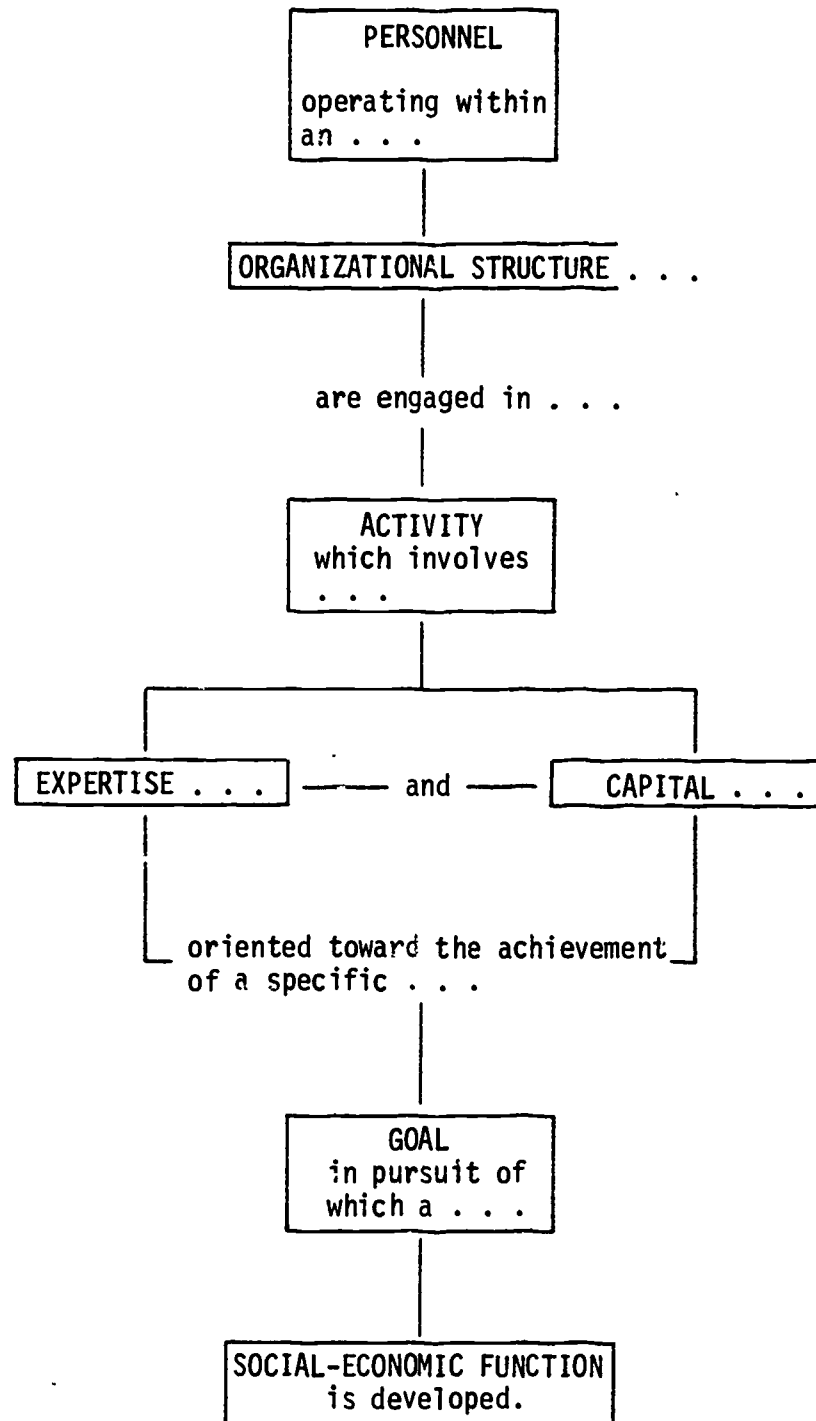 PERSONNEL
operating within
an . . .
ORGANIZATIONAL STRUCTURE . . .
are engaged in . . .
ACTIVITY
which involves
. . .
EXPERTISE . . . and CAPITAL . . .
oriented toward the achievement
of a specific . . .
GOAL
in pursuit of
which a . . .
SOCIAL-ECONOMIC FUNCTION
is developed.